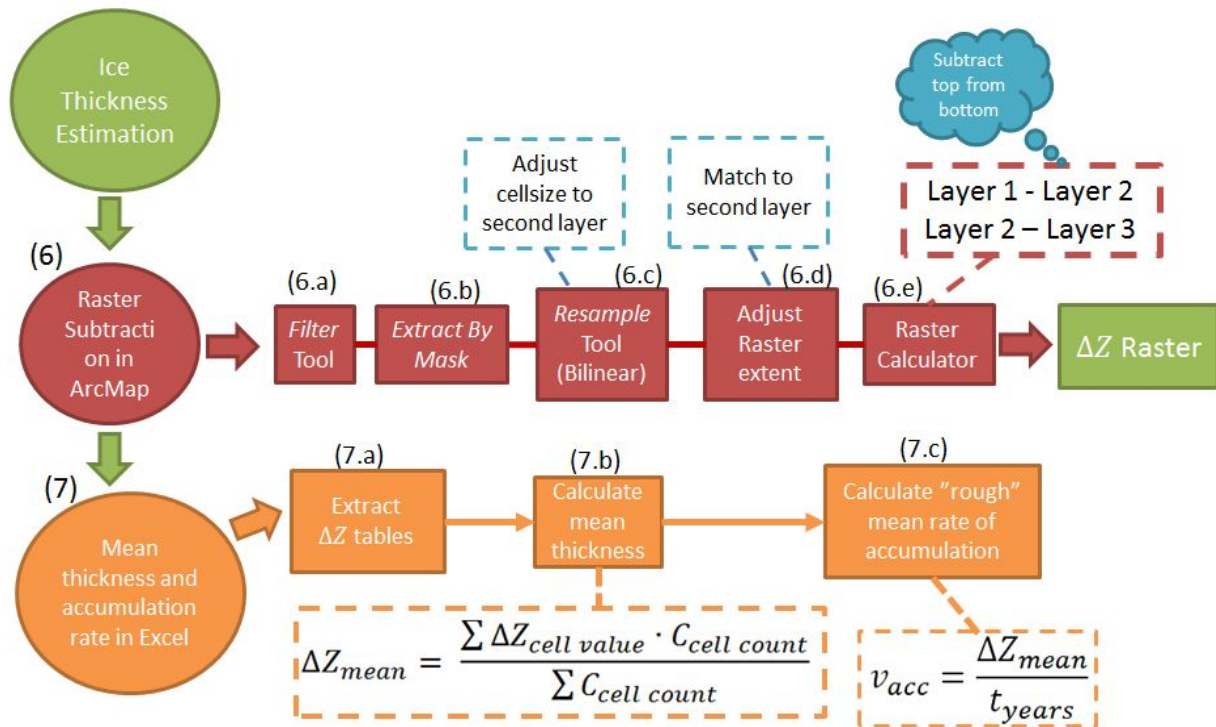 Ice
Thickness
Estimation
Subtract
top from
bottom
Adjust
cellsize to
second layer
Match to
second layer
Layer 1 - Layer 2
Layer 2 – Layer 3
(6)
Raster
Subtracti
on in
ArcMap
(6.a)
Filter
Tool
(6.b)
Extract By
Mask
(6.c)
Resample
Tool
(Bilinear)
(6.d)
Adjust
Raster
extent
(6.e)
Raster
Calculator
ΔZ Raster
(7)
Mean
thickness and
accumulation
rate in Excel
(7.a)
Extract
ΔZ tables
(7.b)
Calculate
mean
thickness
(7.c)
Calculate ”rough”
mean rate of
accumulation
ΔZ_mean = ∑ ΔZ_cell value · C_cell count / ∑ C_cell count
v_acc = ΔZ_mean / t_years